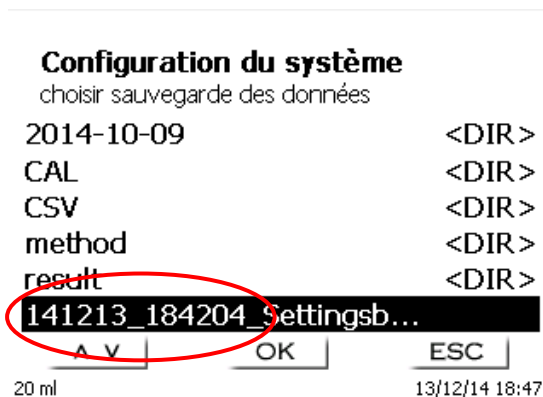 Configuration du système
choisir sauvegarde des données
2014-10-09 <DIR>
CAL <DIR>
CSV <DIR>
method <DIR>
result <DIR>
141213_184204_Settingsb...
Λ V OK ESC
20 ml 13/12/14 18:47